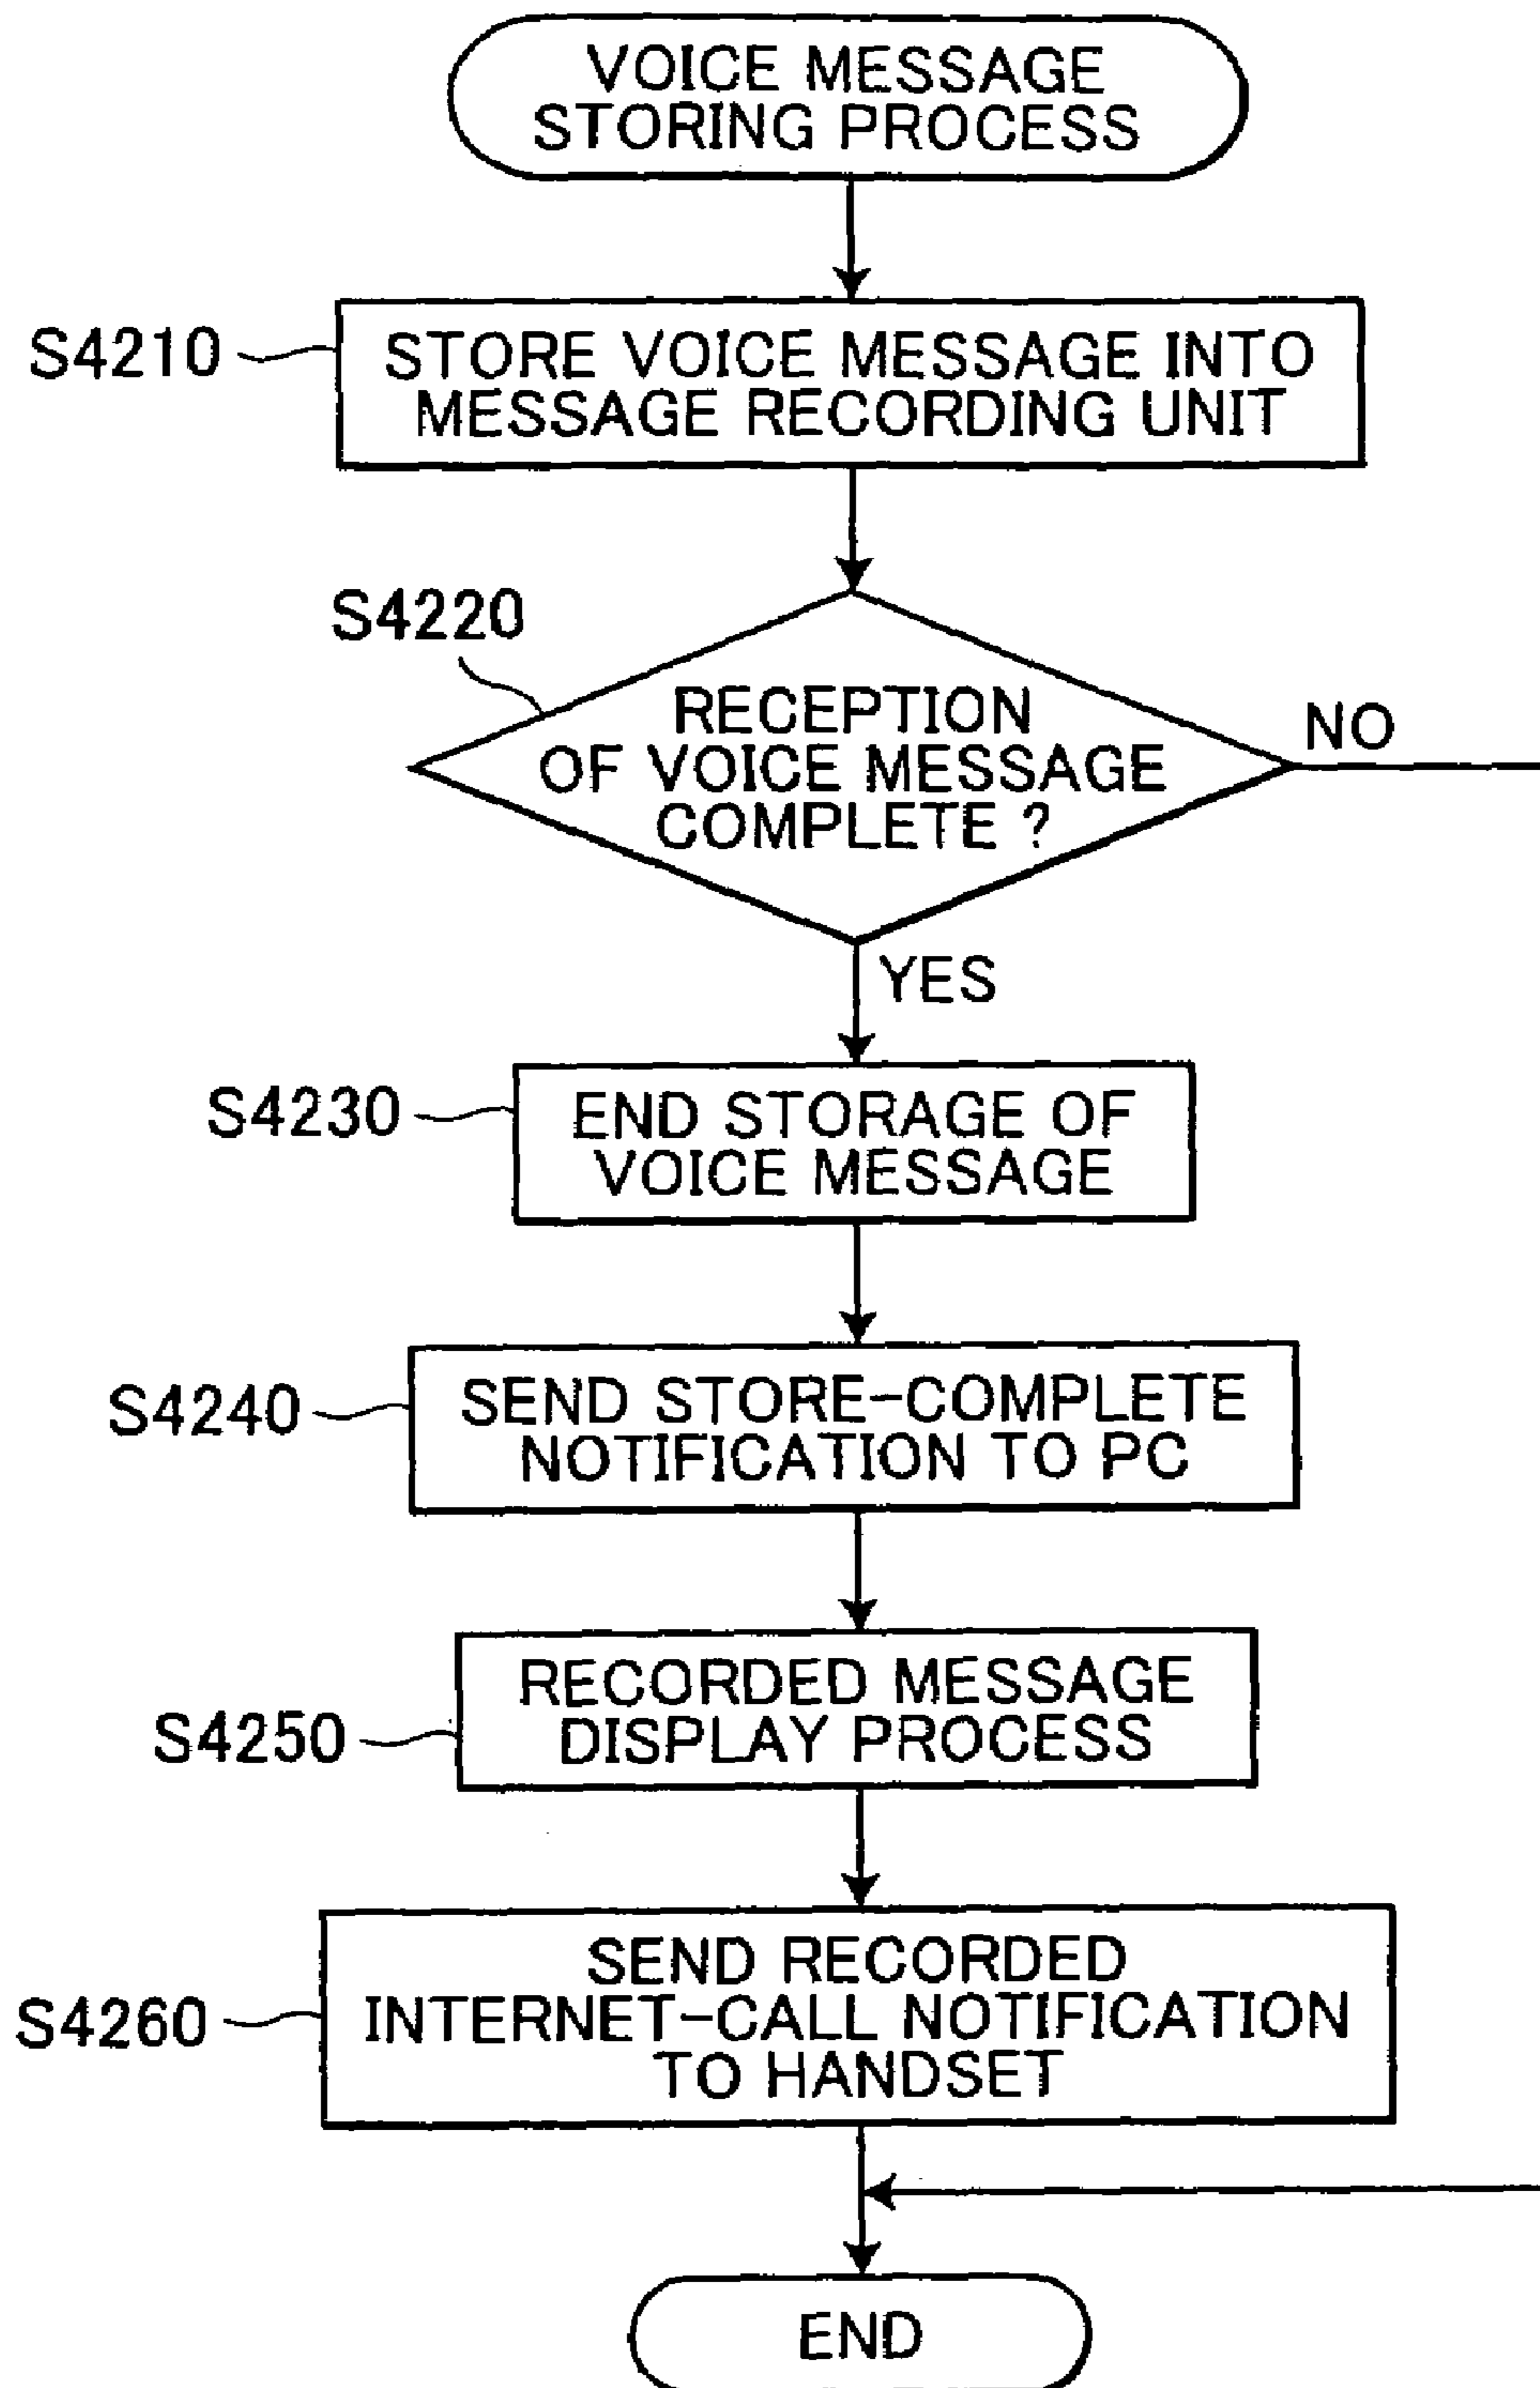 VOICE MESSAGE
STORING PROCESS
S4210
STORE VOICE MESSAGE INTO
MESSAGE RECORDING UNIT
S4220
RECEPTION
OF VOICE MESSAGE
COMPLETE ?
NO
YES
S4230
END STORAGE OF
VOICE MESSAGE
S4240
SEND STORE-COMPLETE
NOTIFICATION TO PC
S4250
RECORDED MESSAGE
DISPLAY PROCESS
S4260
SEND RECORDED
INTERNET-CALL NOTIFICATION
TO HANDSET
END